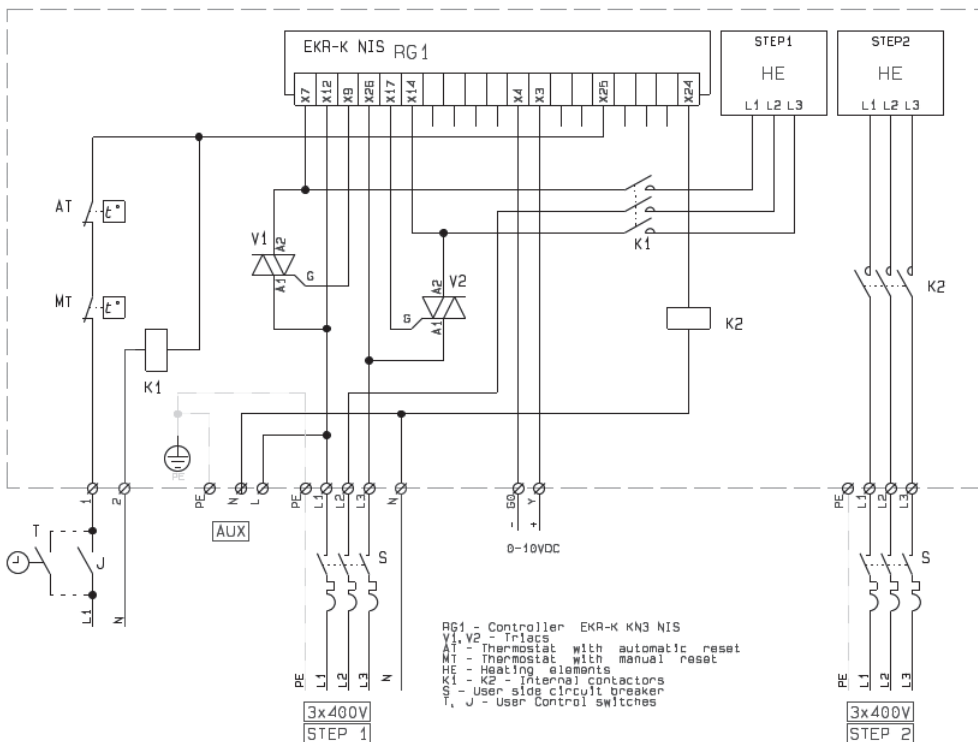 EKR-K NIS RG1
STEP1
STEP2
HE
HE
X7 X12 X9 X26 X17 X14 X4 X3 X25 X24
L1 L2 L3
L1 L2 L3
AT
t°
V1
A2
G
A1
K1
MT
t°
A2
V2
G
A1
K2
K2
K1
PE
1 2 PE N L PE L1 L2 L3 N G0 Y PE L1 L2 L3
AUX
- +
0-10VDC
T
J
S
S
L1 N
RG1 - Controller EKR-K KN3 NIS
V1, V2 - Triacs
AT - Thermostat with automatic reset
MT - Thermostat with manual reset
HE - Heating elements
K1 - K2 - Internal contactors
S - User side circuit breaker
T, J - User Control switches
PE L1 L2 L3 N
PE L1 L2 L3
3x400V
STEP 1
3x400V
STEP 2